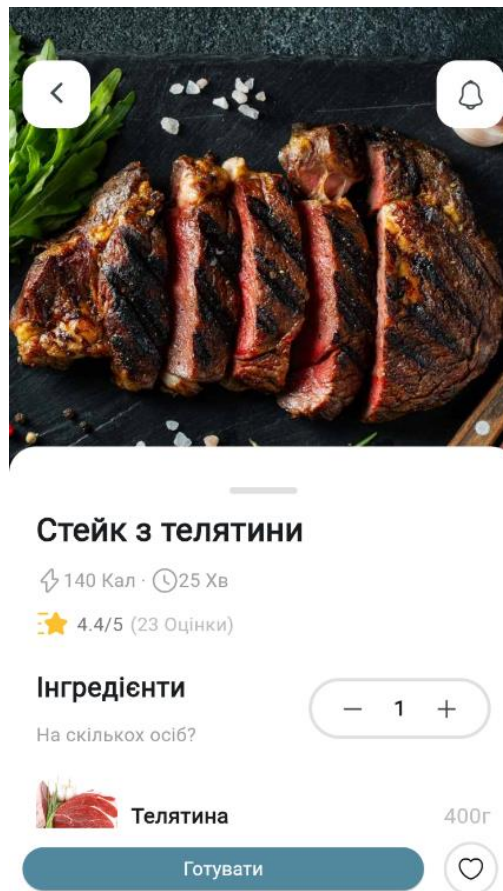 Стейк з телятини
140 Кал · 25 Хв
4.4/5 (23 Оцінки)
Інгредієнти
На скількох осіб?
— 1 +
Телятина 400г
Готувати